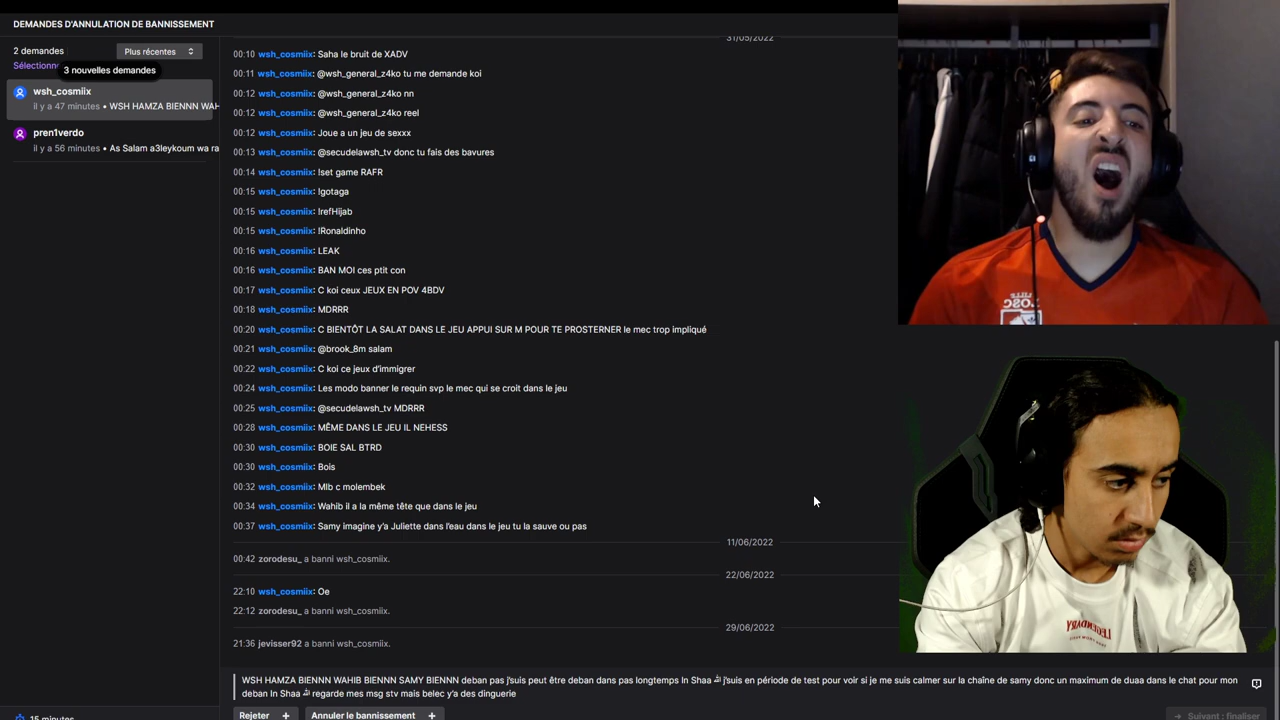 DEMANDES D'ANNULATION DE BANNISSEMENT
2 demandes
Plus récentes
Sélectionn
3 nouvelles demandes
wsh_cosmiix
il y a 47 minutes • WSH HAMZA BIENNN WAH
pren1verdo
il y a 56 minutes • As Salam a3leykoum wa ra
15 minutes
31/05/2022
00:10 wsh_cosmiix: Saha le bruit de XADV
00:11 wsh_cosmiix: @wsh_general_z4ko tu me demande koi
00:12 wsh_cosmiix: @wsh_general_z4ko nn
00:12 wsh_cosmiix: @wsh_general_z4ko reel
00:12 wsh_cosmiix: Joue a un jeu de sexxx
00:13 wsh_cosmiix: @secudelawsh_tv donc tu fais des bavures
00:14 wsh_cosmiix: !set game RAFR
00:15 wsh_cosmiix: !gotaga
00:15 wsh_cosmiix: !refHijab
00:15 wsh_cosmiix: !Ronaldinho
00:16 wsh_cosmiix: LEAK
00:16 wsh_cosmiix: BAN MOI ces ptit con
00:17 wsh_cosmiix: C koi ceux JEUX EN POV 4BDV
00:18 wsh_cosmiix: MDRRR
00:20 wsh_cosmiix: C BIENTÔT LA SALAT DANS LE JEU APPUI SUR M POUR TE PROSTERNER le mec trop impliqué
00:21 wsh_cosmiix: @brook_8m salam
00:22 wsh_cosmiix: C koi ce jeux d'immigrer
00:24 wsh_cosmiix: Les modo banner le requin svp le mec qui se croit dans le jeu
00:25 wsh_cosmiix: @secudelawsh_tv MDRRR
00:28 wsh_cosmiix: MÊME DANS LE JEU IL NEHESS
00:30 wsh_cosmiix: BOIE SAL BTRD
00:30 wsh_cosmiix: Bois
00:32 wsh_cosmiix: Mlb c molembek
00:34 wsh_cosmiix: Wahib il a la même tête que dans le jeu
00:37 wsh_cosmiix: Samy imagine y'a Juliette dans l'eau dans le jeu tu la sauve ou pas
11/06/2022
00:42 zorodesu_ a banni wsh_cosmiix.
22/06/2022
22:10 wsh_cosmiix: Oe
22:12 zorodesu_ a banni wsh_cosmiix.
29/06/2022
21:36 jevisser92 a banni wsh_cosmiix.
WSH HAMZA BIENNN WAHIB BIENNN SAMY BIENNN deban pas j'suis peut être deban dans pas longtemps In Shaa ﷲ j'suis en période de test pour voir si je me suis calmer sur la chaîne de samy donc un maximum de duaa dans le chat pour mon
deban In Shaa ﷲ regarde mes msg stv mais belec y'a des dinguerie
Rejeter +
Annuler le bannissement +
→ Suivant : finaliser
LILLE
LOSC
LEGENDARY